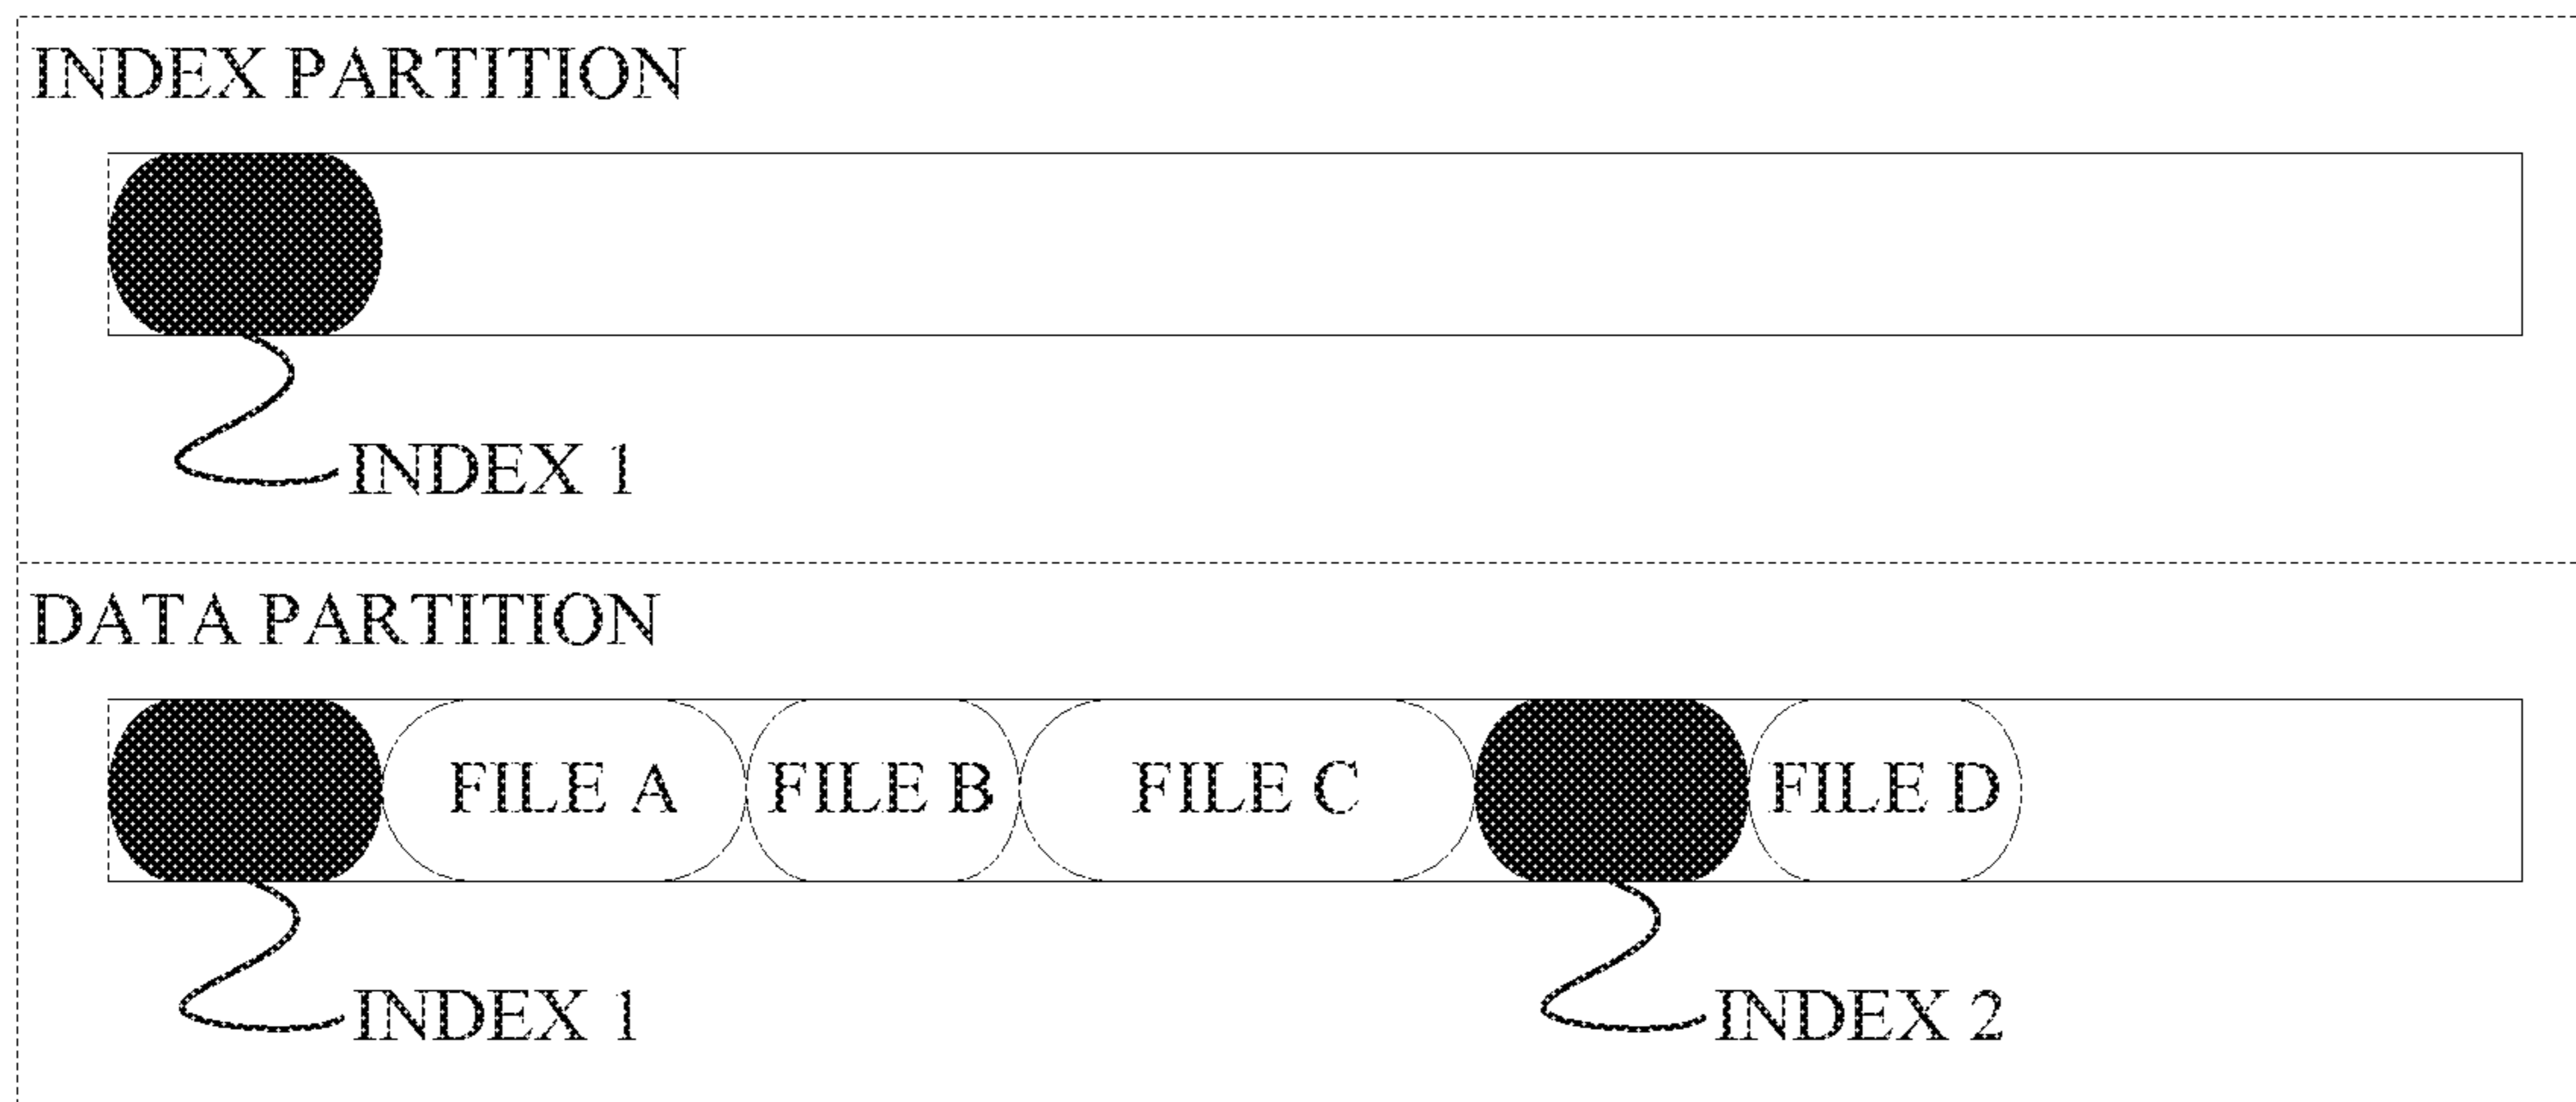 INDEX PARTITION
INDEX 1
DATA PARTITION
FILE A FILE B FILE C FILE D
INDEX 1 INDEX 2